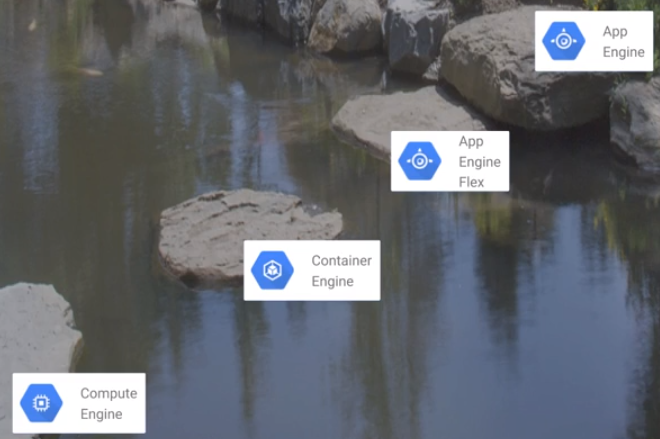 App
Engine
App
Engine
Flex
Container
Engine
Compute
Engine